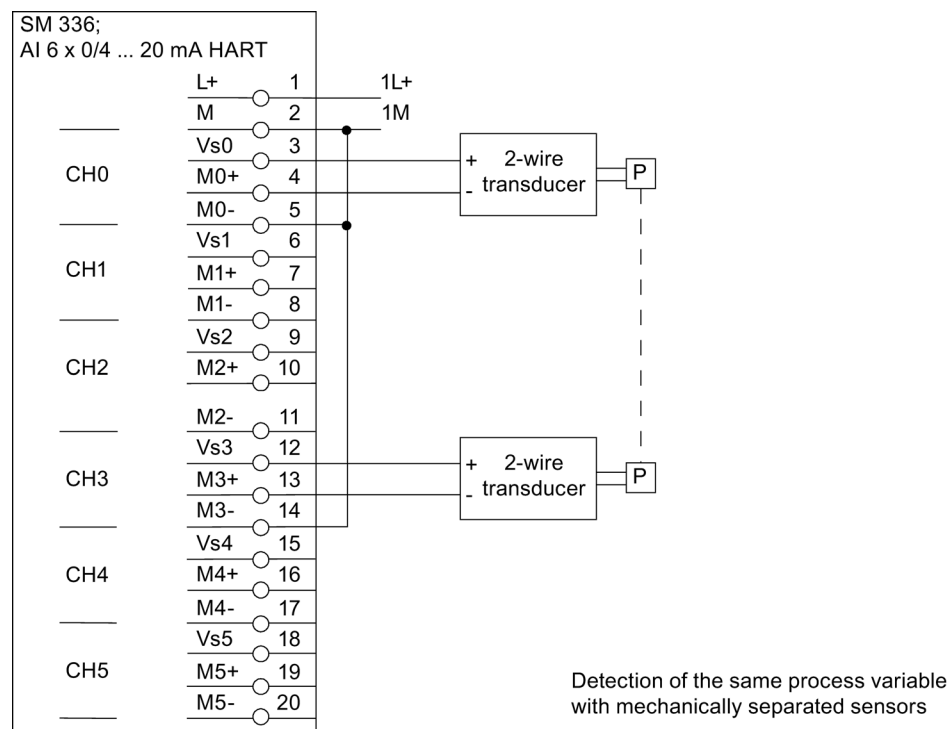 SM 336;
AI 6 x 0/4 ... 20 mA HART
L+ 1 1L+
M 2 1M
Vs0 3
CH0 M0+ 4
M0- 5
+ 2-wire
- transducer
P
Vs1 6
CH1 M1+ 7
M1- 8
Vs2 9
CH2 M2+ 10
M2- 11
Vs3 12
CH3 M3+ 13
M3- 14
+ 2-wire
- transducer
P
Vs4 15
CH4 M4+ 16
M4- 17
Vs5 18
CH5 M5+ 19
M5- 20
Detection of the same process variable
with mechanically separated sensors